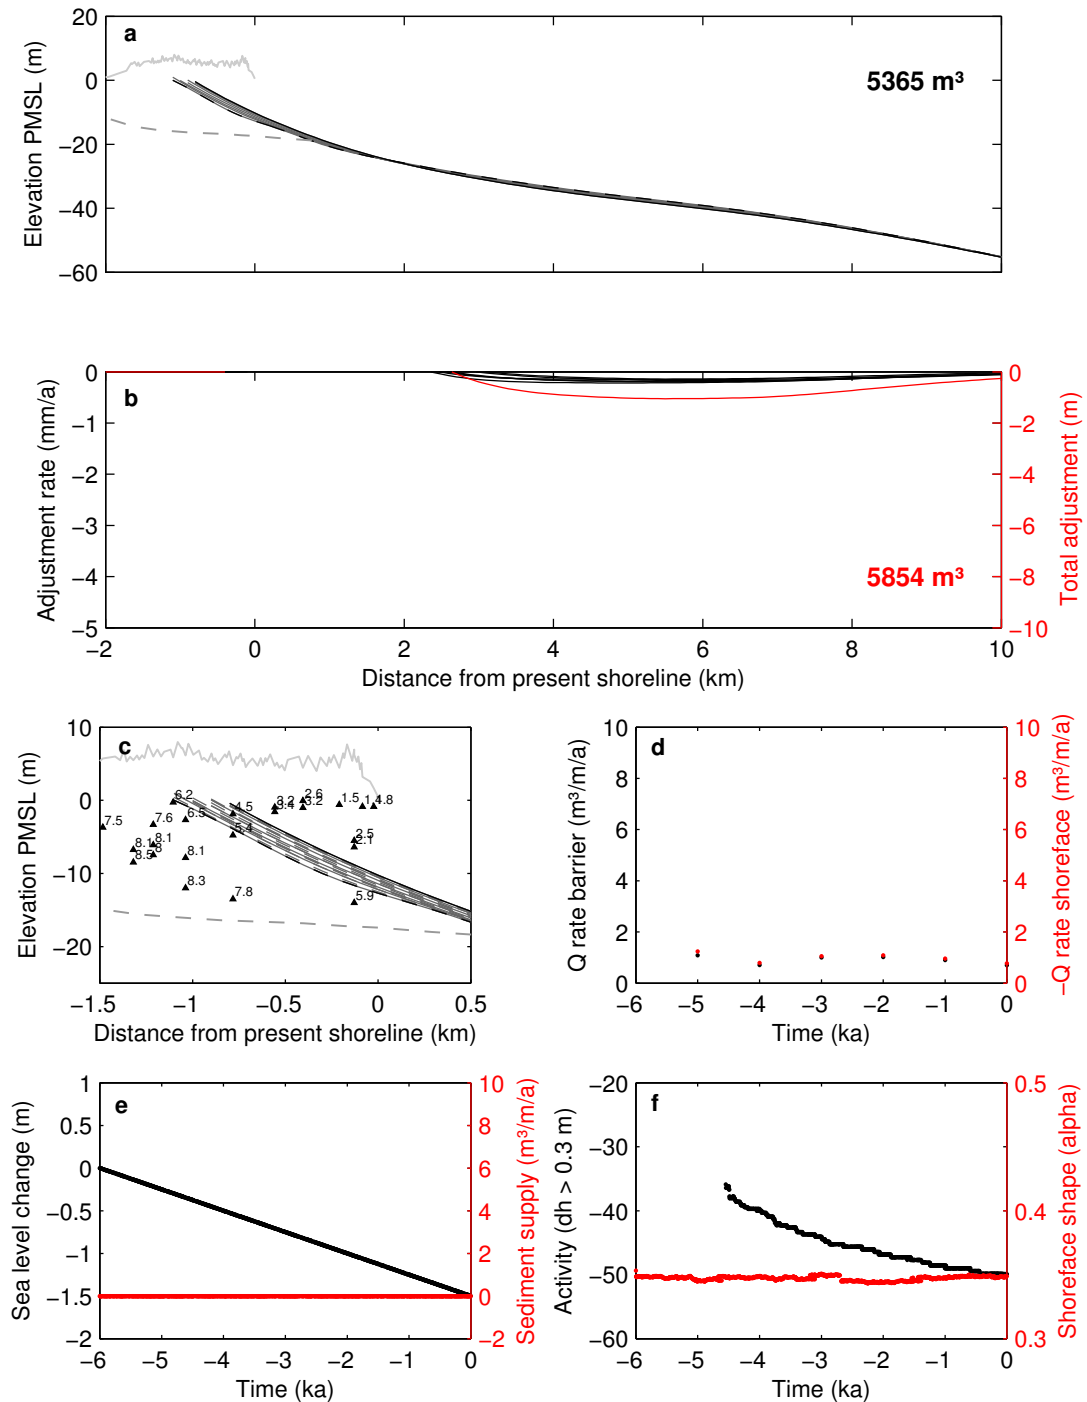 20
0
−20
−40
−60
Elevation PMSL (m)
a
5365 m³
0
−1
−2
−3
−4
−5
Adjustment rate (mm/a)
b
5854 m³
0
−2
−4
−6
−8
−10
Total adjustment (m)
−2 0 2 4 6 8 10
Distance from present shoreline (km)
10
0
−10
−20
Elevation PMSL (m)
c
6.2
7.5
7.6
6.5
4.5
2.6
3.2
1.5
1.8
8.1
8.1
8.5
8
8.1
5.4
2.5
2.1
8.3
7.8
5.9
−1.5 −1 −0.5 0 0.5
Distance from present shoreline (km)
10
8
6
4
2
0
Q rate barrier (m³/m/a)
d
10
8
6
4
2
0
−Q rate shoreface (m³/m/a)
−6 −5 −4 −3 −2 −1 0
Time (ka)
1
0.5
0
−0.5
−1
−1.5
−2
Sea level change (m)
e
10
8
6
4
2
0
−2
Sediment supply (m³/m/a)
−6 −5 −4 −3 −2 −1 0
Time (ka)
−20
−30
−40
−50
−60
Activity (dh > 0.3 m)
f
0.5
0.4
0.3
Shoreface shape (alpha)
−6 −5 −4 −3 −2 −1 0
Time (ka)